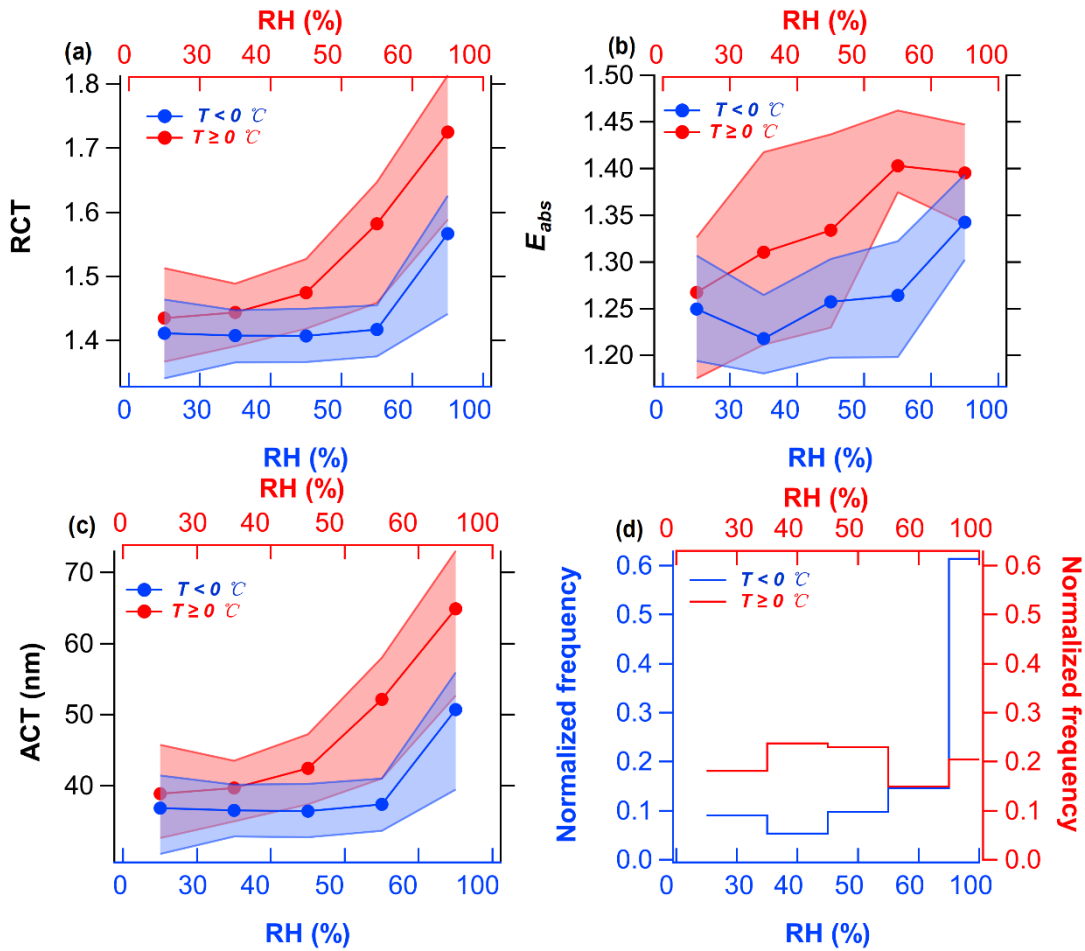 RH (%)
(a)
0 30 40 50 60 100
1.8
1.7
1.6
1.5
1.4
RCT
T < 0 ℃
T ≥ 0 ℃
0 30 40 50 100
RH (%)
RH (%)
(b)
0 30 40 50 60 100
1.50
1.45
1.40
1.35
1.30
1.25
1.20
E abs
T < 0 ℃
T ≥ 0 ℃
0 30 40 50 60 100
RH (%)
RH (%)
(c)
0 30 40 50 60 100
70
60
50
40
ACT (nm)
T < 0 ℃
T ≥ 0 ℃
0 30 40 50 60 100
RH (%)
RH (%)
(d)
0 30 40 50 60 100
0.6 0.6
0.5 0.5
0.4 0.4
0.3 0.3
0.2 0.2
0.1 0.1
0.0 0.0
Normalized frequency
Normalized frequency
T < 0 ℃
T ≥ 0 ℃
0 30 40 50 60 100
RH (%)